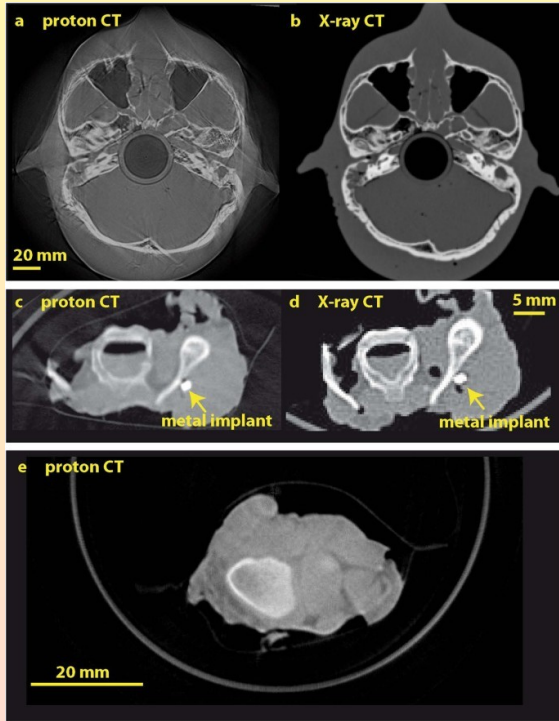 a proton CT
b X-ray CT
20 mm
c proton CT
d X-ray CT
5 mm
metal implant
metal implant
e proton CT
20 mm